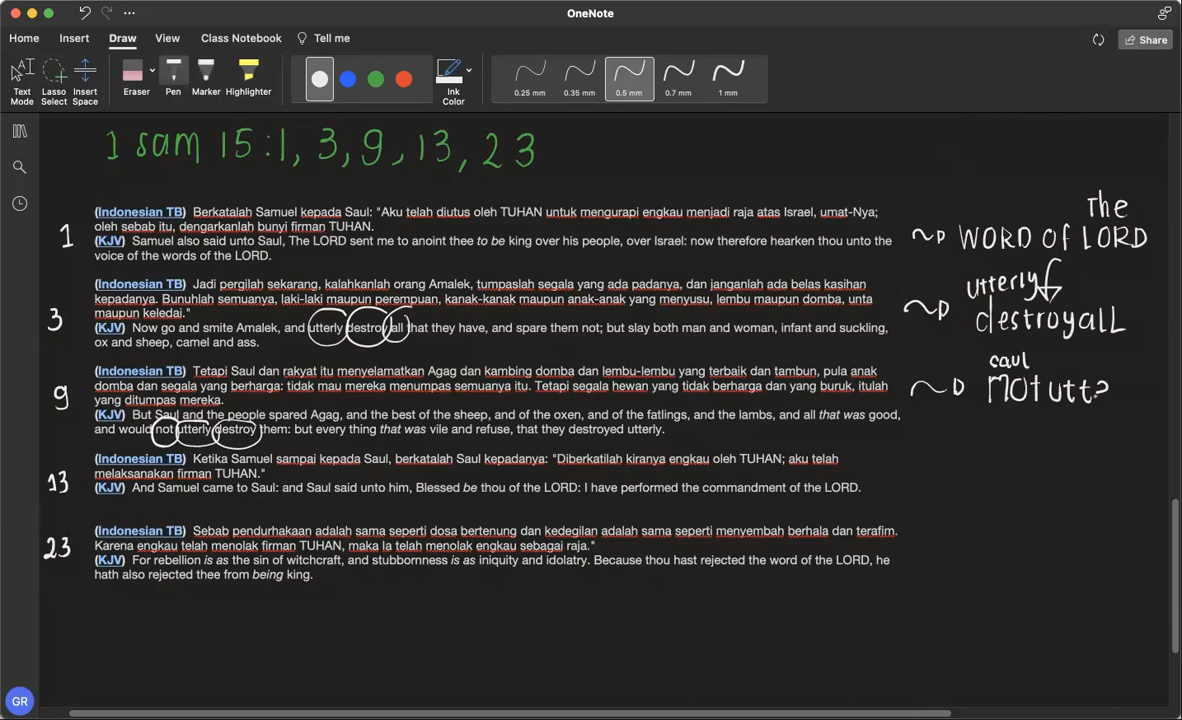 OneNote
Home Insert Draw View Class Notebook Tell me Share
Text Mode Lasso Select Insert Space Eraser Pen Marker Highlighter Ink Color 0.25 mm 0.35 mm 0.5 mm 0.7 mm 1 mm
1 sam 15:1, 3, 9, 13, 23
1
(Indonesian TB) Berkatalah Samuel kepada Saul: "Aku telah diutus oleh TUHAN untuk mengurapi engkau menjadi raja atas Israel, umat-Nya;
oleh sebab itu, dengarkanlah bunyi firman TUHAN.
(KJV) Samuel also said unto Saul, The LORD sent me to anoint thee to be king over his people, over Israel: now therefore hearken thou unto the
voice of the words of the LORD.
The
WORD OF LORD
3
(Indonesian TB) Jadi pergilah sekarang, kalahkanlah orang Amalek, tumpaslah segala yang ada padanya, dan janganlah ada belas kasihan
kepadanya. Bunuhlah semuanya, laki-laki maupun perempuan, kanak-kanak maupun anak-anak yang menyusu, lembu maupun domba, unta
maupun keledai."
(KJV) Now go and smite Amalek, and utterly destroy all that they have, and spare them not; but slay both man and woman, infant and suckling,
ox and sheep, camel and ass.
utterly
destroy all
9
(Indonesian TB) Tetapi Saul dan rakyat itu menyelamatkan Agag dan kambing domba dan lembu-lembu yang terbaik dan tambun, pula anak
domba dan segala yang berharga: tidak mau mereka menumpas semuanya itu. Tetapi segala hewan yang tidak berharga dan yang buruk, itulah
yang ditumpas mereka.
(KJV) But Saul and the people spared Agag, and the best of the sheep, and of the oxen, and of the fatlings, and the lambs, and all that was good,
and would not utterly destroy them: but every thing that was vile and refuse, that they destroyed utterly.
saul
not
13
(Indonesian TB) Ketika Samuel sampai kepada Saul, berkatalah Saul kepadanya: "Diberkatilah kiranya engkau oleh TUHAN; aku telah
melaksanakan firman TUHAN."
(KJV) And Samuel came to Saul: and Saul said unto him, Blessed be thou of the LORD: I have performed the commandment of the LORD.
23
(Indonesian TB) Sebab pendurhakaan adalah sama seperti dosa bertenung dan kedegilan adalah sama seperti menyembah berhala dan terafim.
Karena engkau telah menolak firman TUHAN, maka Ia telah menolak engkau sebagai raja."
(KJV) For rebellion is as the sin of witchcraft, and stubbornness is as iniquity and idolatry. Because thou hast rejected the word of the LORD, he
hath also rejected thee from being king.
GR